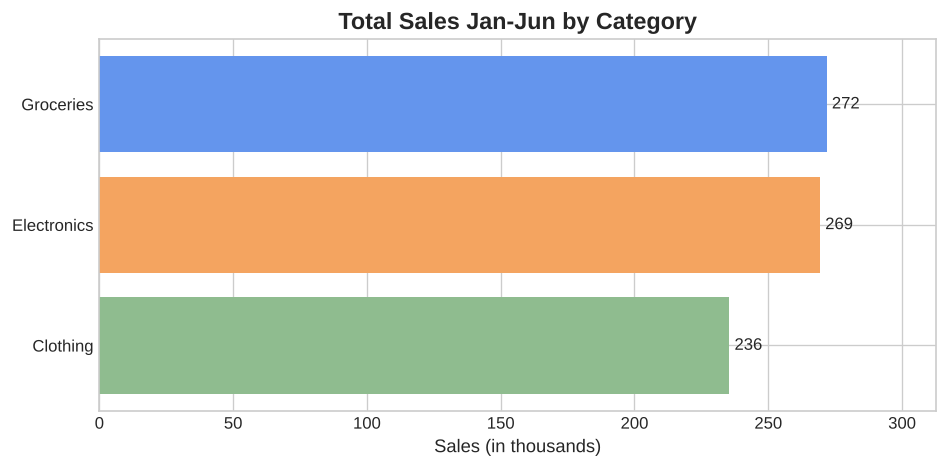 Total Sales Jan-Jun by Category
Groceries
272
Electronics
269
Clothing
236
0 50 100 150 200 250 300
Sales (in thousands)